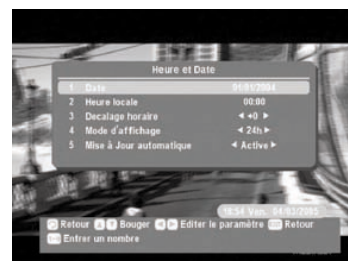 Heure et Date
1 Date 01/01/2004
2 Heure locale 00:00
3 Decalage horaire ◀ +0 ▶
4 Mode d'affichage ◀ 24h ▶
5 Mise à Jour automatique ◀ Active ▶
16:54 Ven. 04/03/2005
Retour Bouger Editer le paramètre Retour
Entrer un nombre